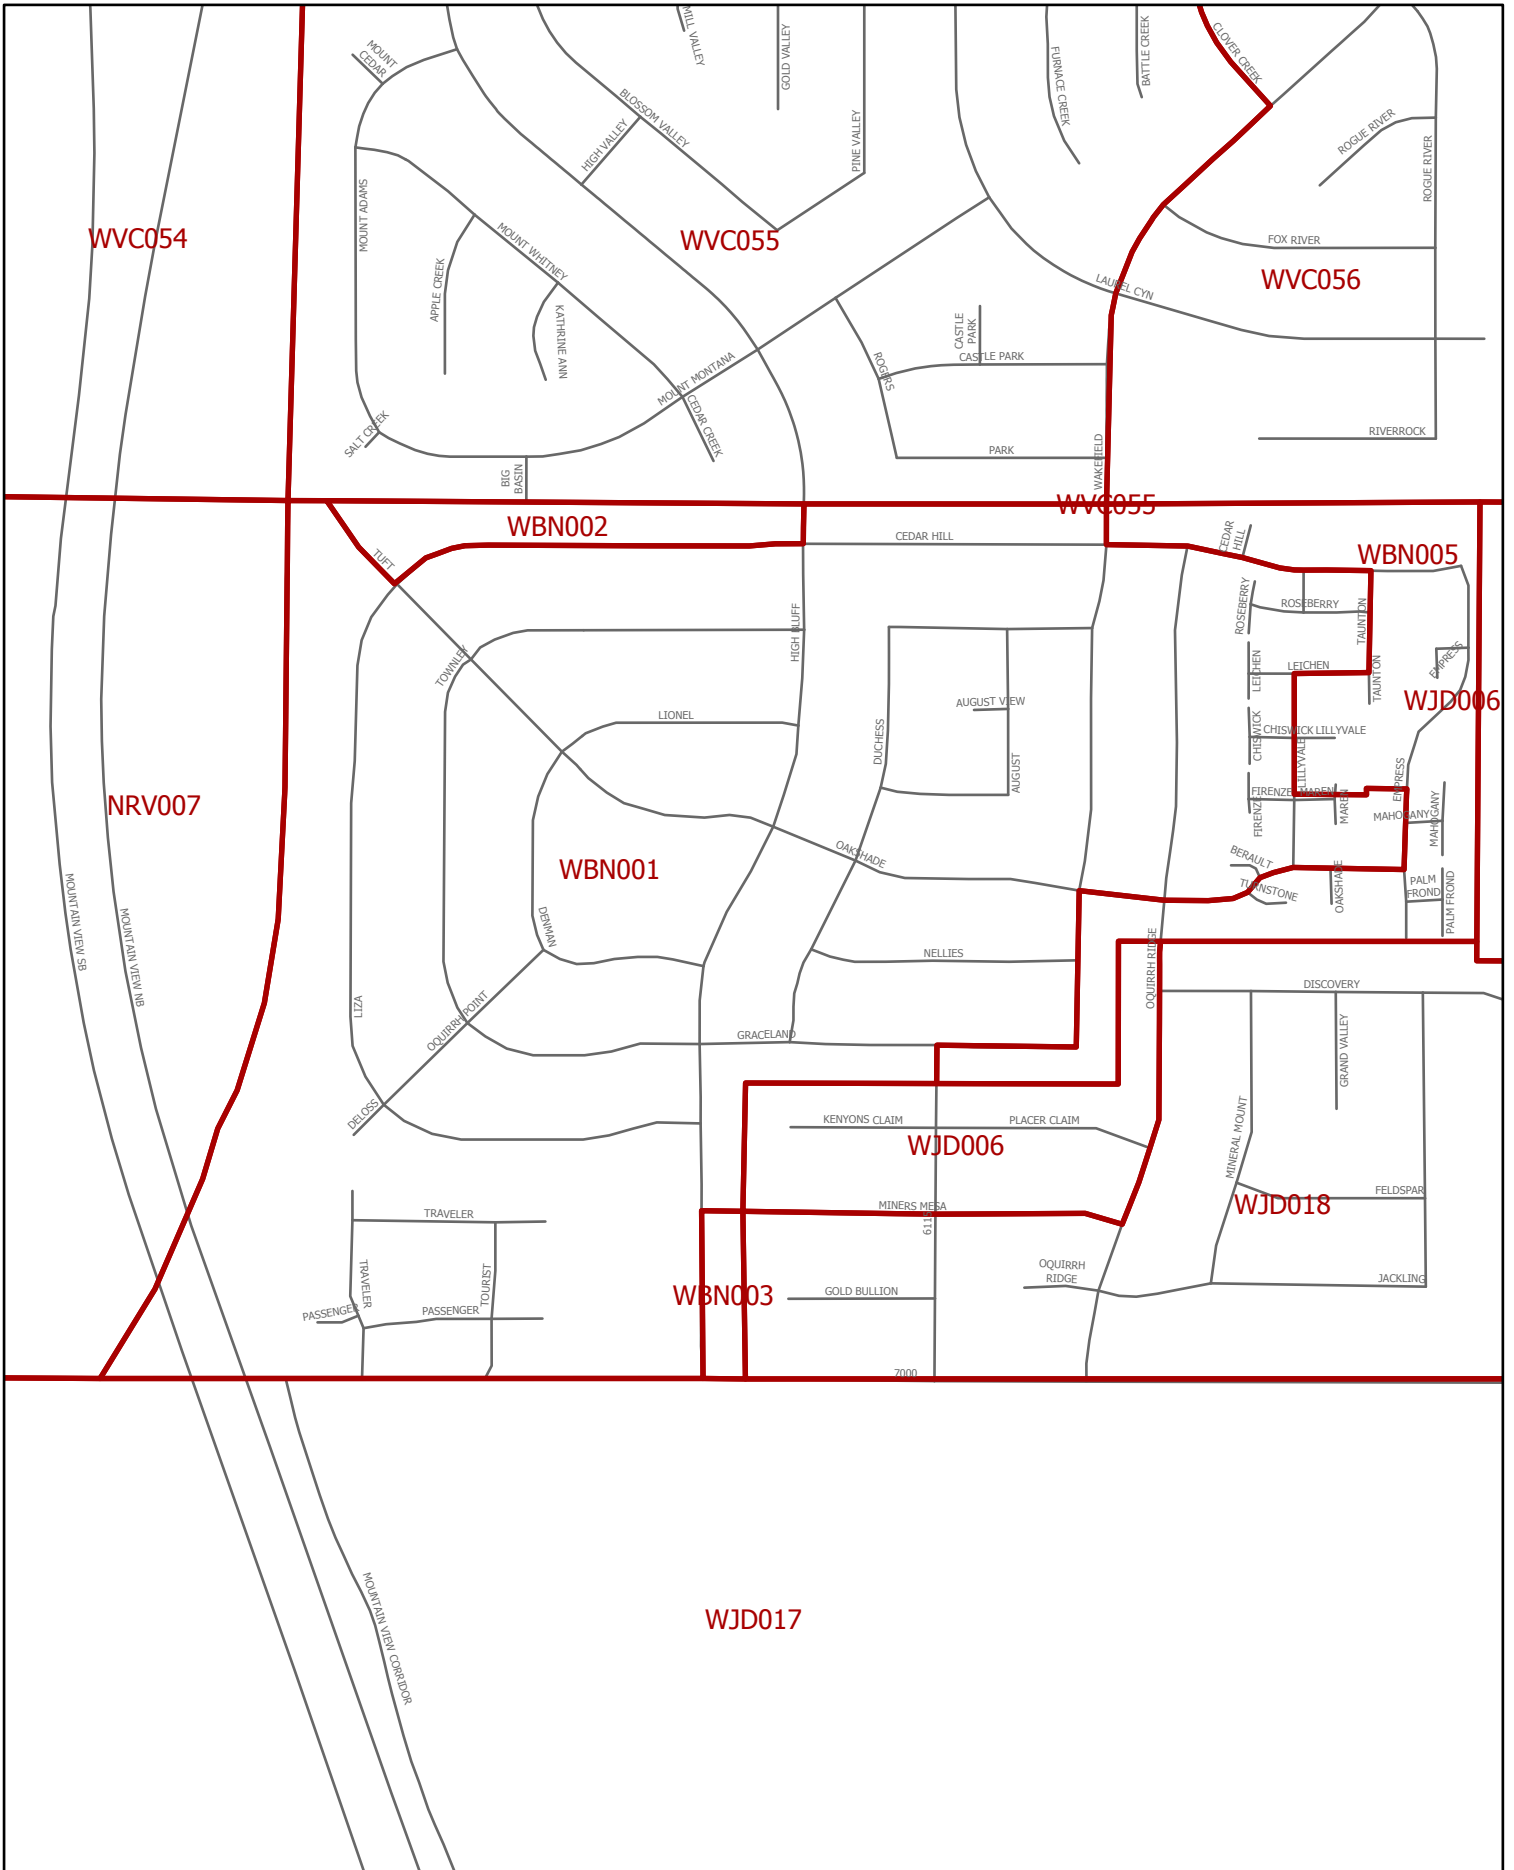 MOUNT
CEDAR
MILL VALLEY
GOLD VALLEY
BLOSSOM VALLEY
HIGH VALLEY
PINE VALLEY
FURNACE CREEK
BATTLE CREEK
CLOVER CREEK
ROGUE RIVER
ROGUE RIVER
MOUNT ADAMS
WVC054
MOUNT WHITNEY
WVC055
FOX RIVER
WVC056
APPLE CREEK
KATHRINE ANN
LAUREL CYN
CASTLE
PARK
CASTLE PARK
ROGERS
MOUNT MONTANA
CEDAR CREEK
SALT CREEK
BIG
BASIN
PARK
WAKEFIELD
RIVERROCK
WVC055
WBN002
TUFT
CEDAR HILL
CEDAR
HILL
WBN005
ROSEBERRY
ROSEBERRY
TAUNTON
HIGH BLUFF
TOWNLEY
LEICHEN
LEICHEN
TAUNTON
EMPRESS
WJD006
LIONEL
AUGUST VIEW
DUCHESS
CHISWICK
CHISWICK
LILLYVALE
LILLYVALE
AUGUST
EMPRESS
NRV007
FIRENZE
FIRENZE
MAREN
MAREN
MAHOGANY
MAHOGANY
WBN001
OAKSHADE
BERAULT
TURNSTONE
OAKSHADE
PALM
FROND
PALM FROND
MOUNTAIN VIEW SB
MOUNTAIN VIEW NB
DENMAN
NELLIES
OQUIRRH RIDGE
DISCOVERY
LIZA
OQUIRRH POINT
GRACELAND
GRAND VALLEY
DELOSS
KENYONS CLAIM
PLACER CLAIM
WJD006
MINERAL MOUNT
FELDSPAR
WJD018
TRAVELER
MINERS MESA
6115
TRAVELER
TOURIST
PASSENGER
PASSENGER
WBN003
GOLD BULLION
OQUIRRH
RIDGE
JACKLING
7000
MOUNTAIN VIEW CORRIDOR
WJD017